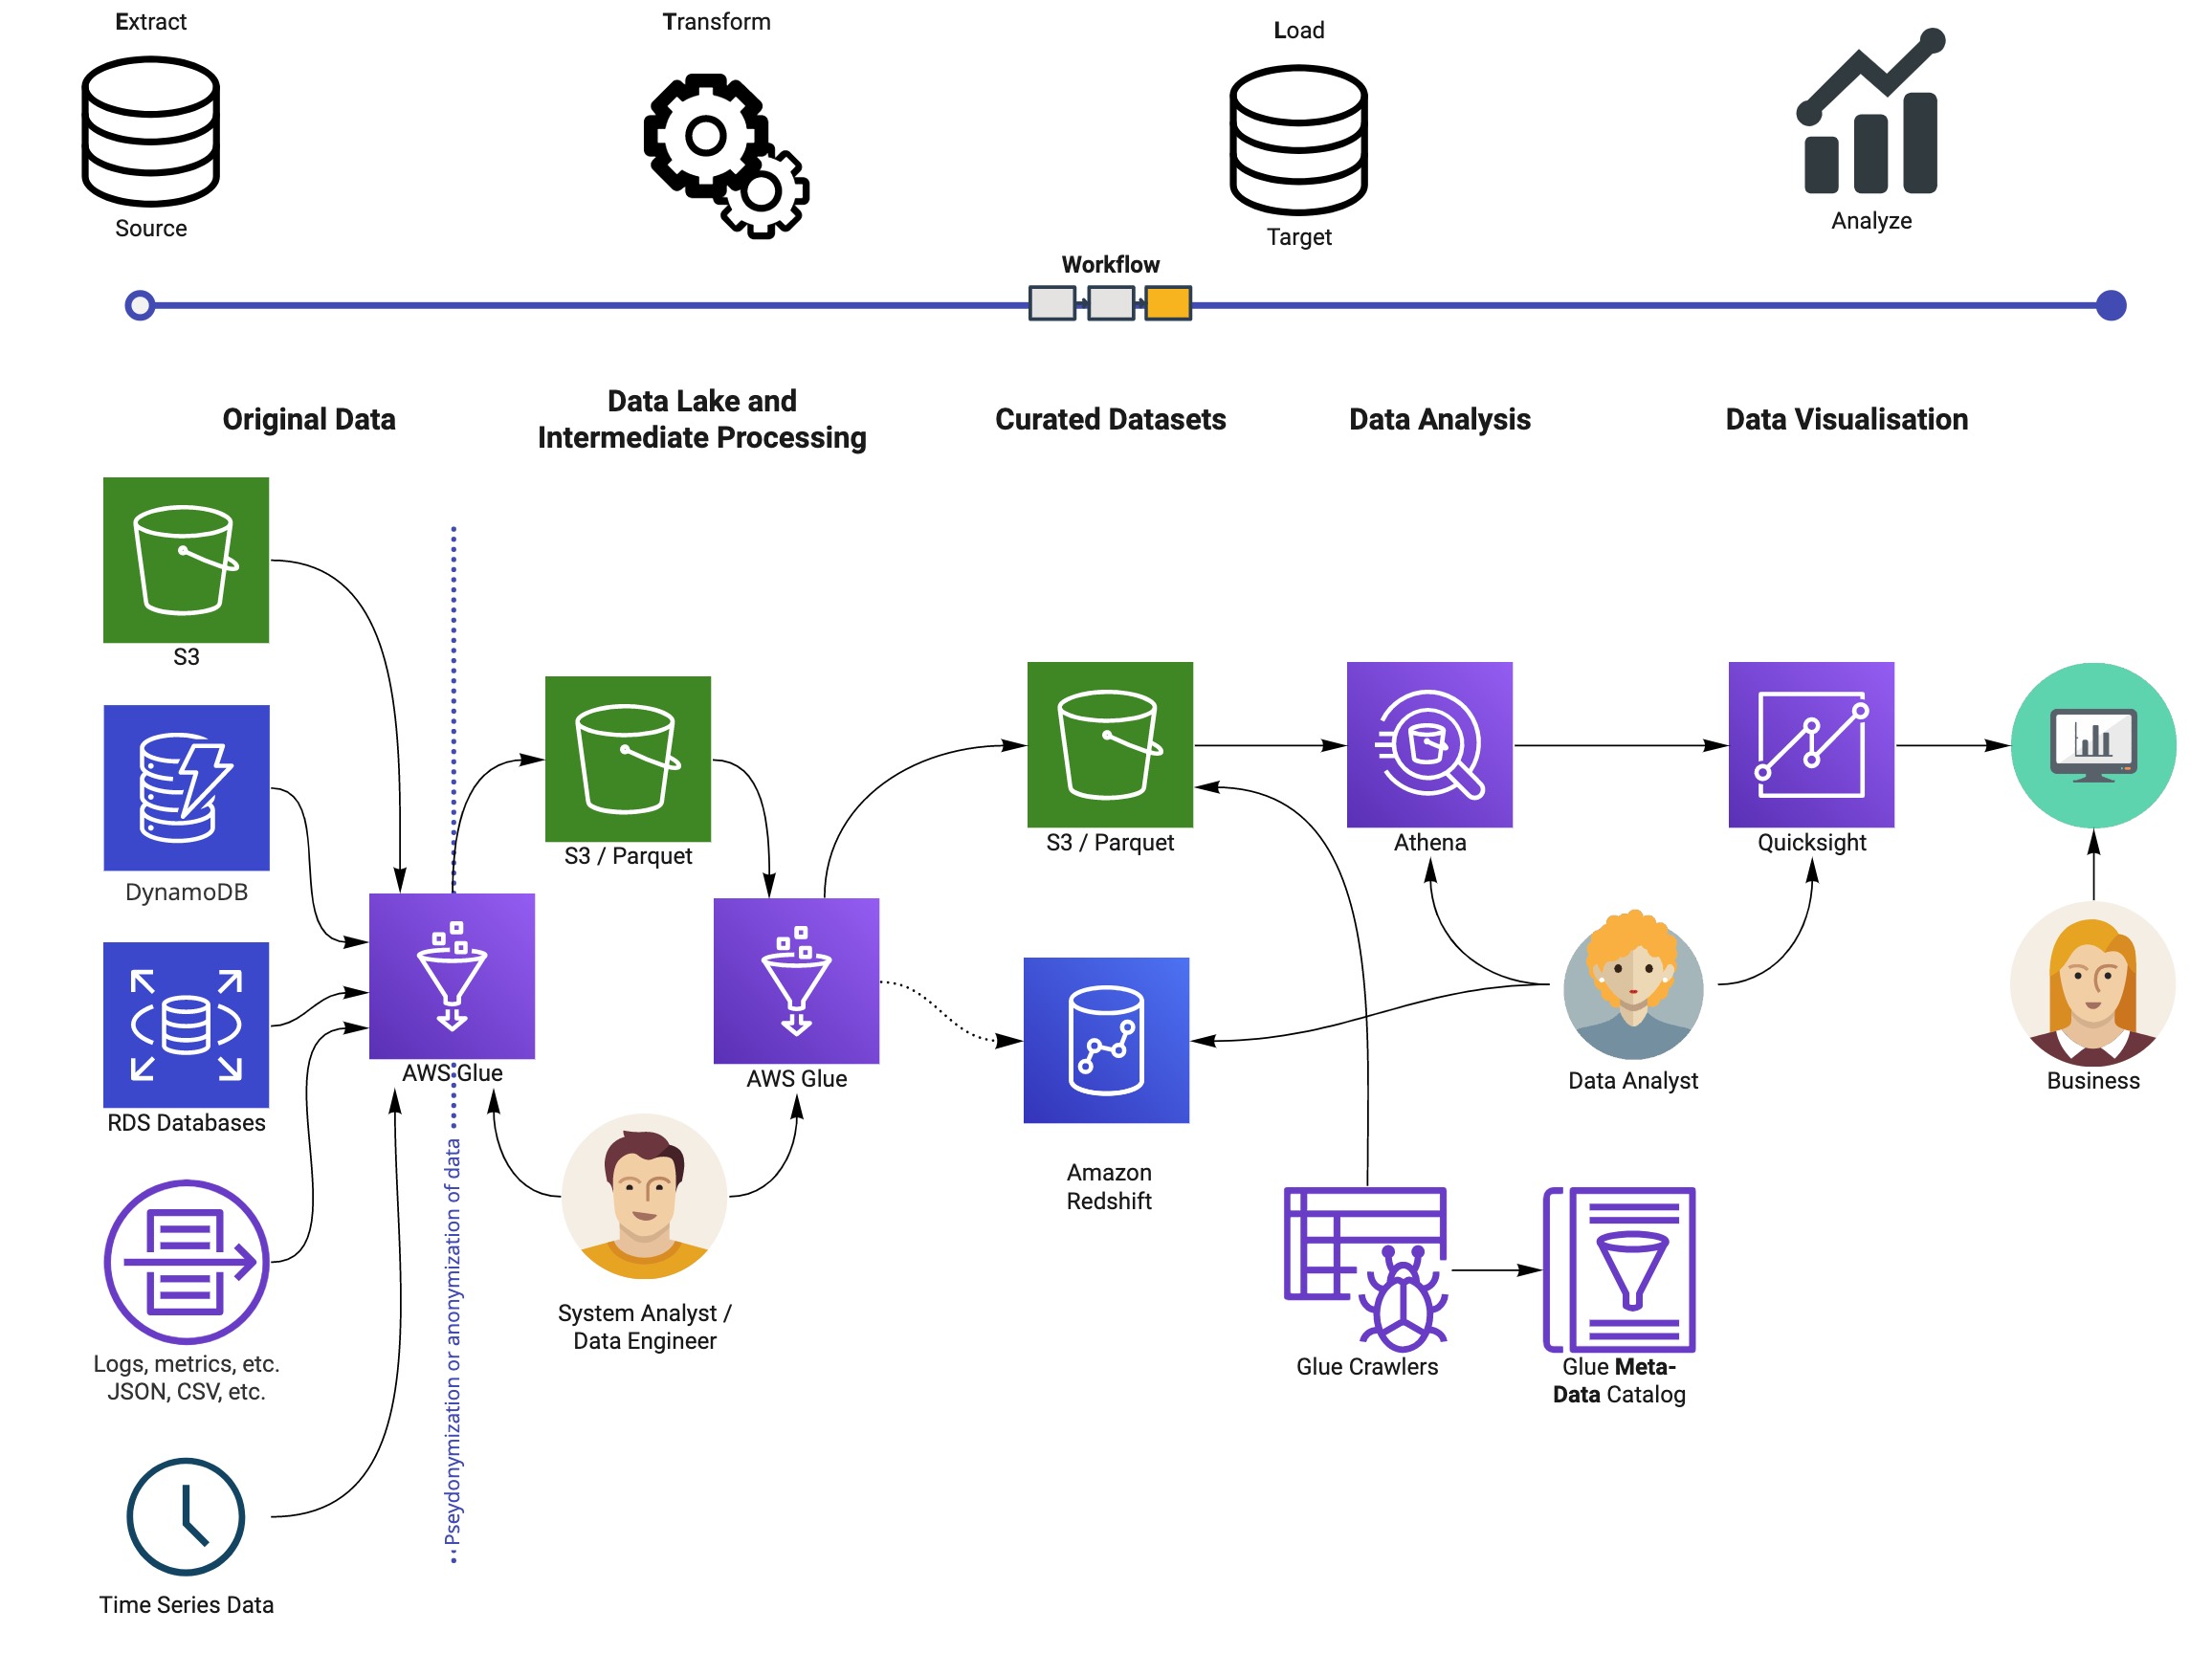 Extract
Transform
Load
Source
Target
Analyze
Workflow
Original Data
Data Lake and
Intermediate Processing
Curated Datasets
Data Analysis
Data Visualisation
S3
DynamoDB
RDS Databases
Logs, metrics, etc.
JSON, CSV, etc.
Time Series Data
AWS Glue
Pseydonymization or anonymization of data
S3 / Parquet
AWS Glue
System Analyst /
Data Engineer
S3 / Parquet
Amazon
Redshift
Athena
Quicksight
Data Analyst
Business
Glue Crawlers
Glue Meta-
Data Catalog